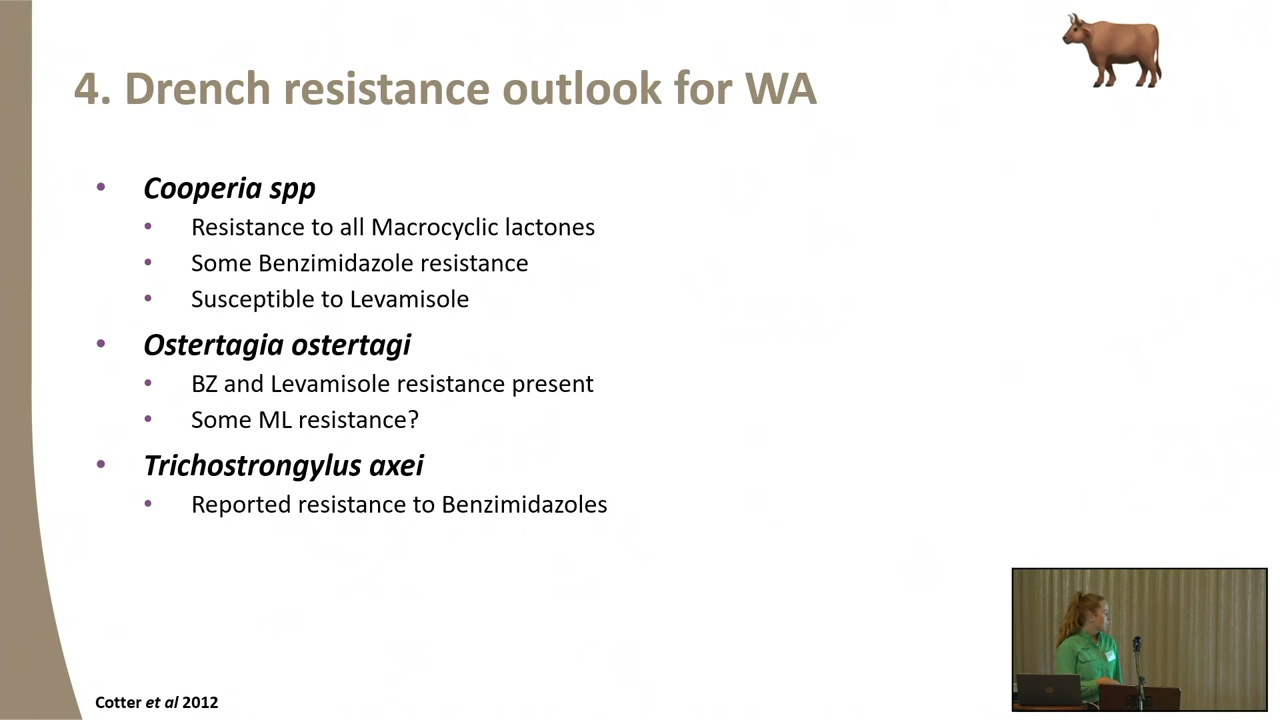 4. Drench resistance outlook for WA
• Cooperia spp
• Resistance to all Macrocyclic lactones
• Some Benzimidazole resistance
• Susceptible to Levamisole
• Ostertagia ostertagi
• BZ and Levamisole resistance present
• Some ML resistance?
• Trichostrongylus axei
• Reported resistance to Benzimidazoles
Cotter et al 2012